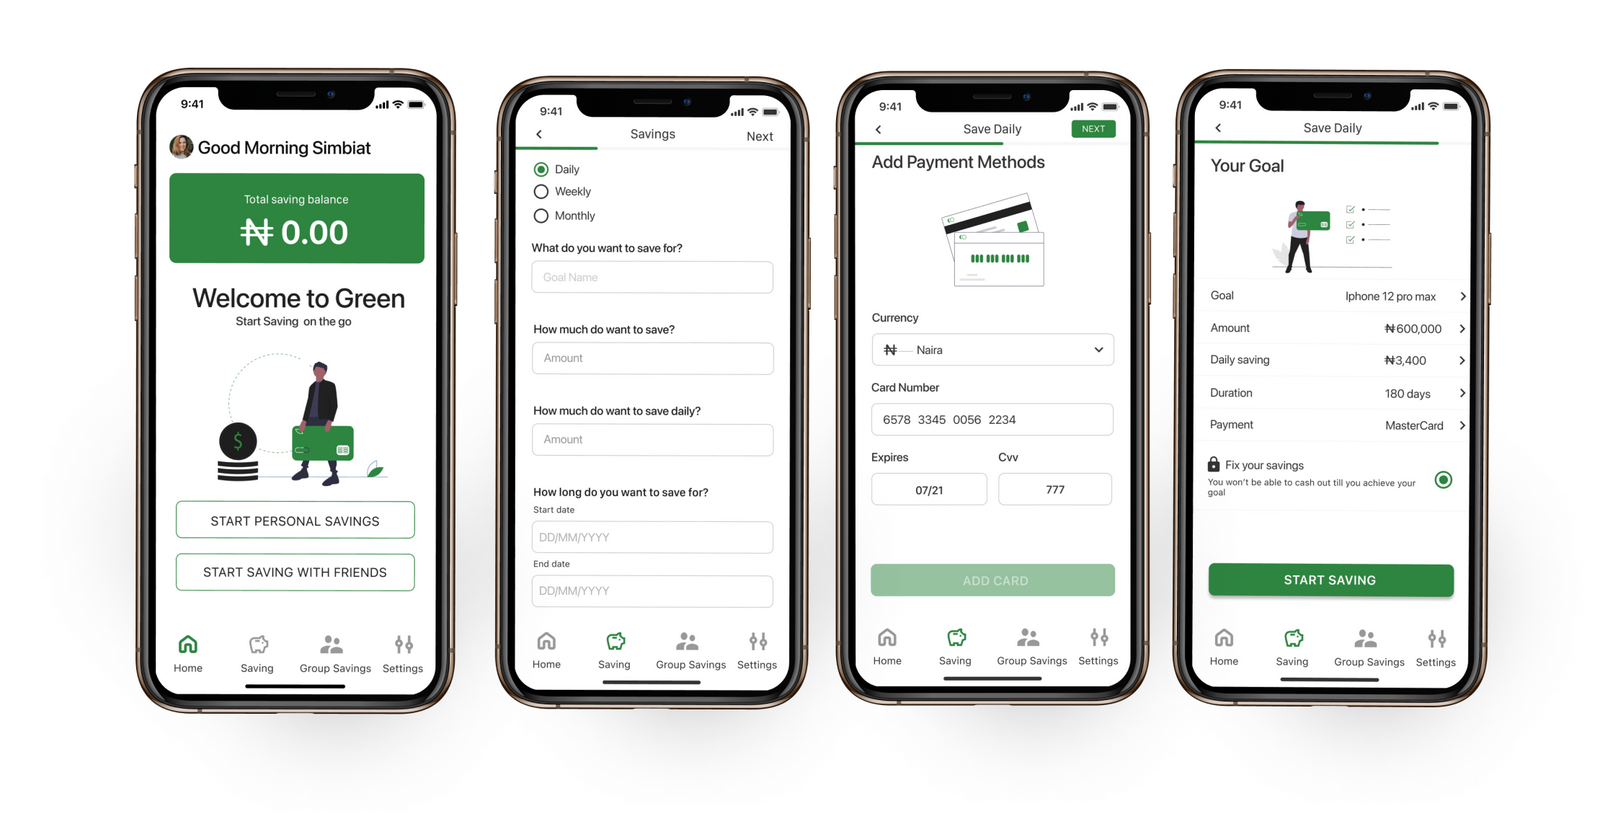 9:41
Good Morning Simbiat
Total saving balance
₦ 0.00
Welcome to Green
Start Saving on the go
$
START PERSONAL SAVINGS
START SAVING WITH FRIENDS
Home Saving Group Savings Settings
9:41
Savings Next
Daily
Weekly
Monthly
What do you want to save for?
Goal Name
How much do want to save?
Amount
How much do want to save daily?
Amount
How long do you want to save for?
Start date
DD/MM/YYYY
End date
DD/MM/YYYY
Home Saving Group Savings Settings
9:41
Save Daily NEXT
Add Payment Methods
Currency
₦ Naira
Card Number
6578 3345 0056 2234
Expires Cvv
07/21 777
ADD CARD
Home Saving Group Savings Settings
9:41
Save Daily
Your Goal
Goal Iphone 12 pro max
Amount ₦600,000
Daily saving ₦3,400
Duration 180 days
Payment MasterCard
Fix your savings
You won't be able to cash out till you achieve your
goal
START SAVING
Home Saving Group Savings Settings